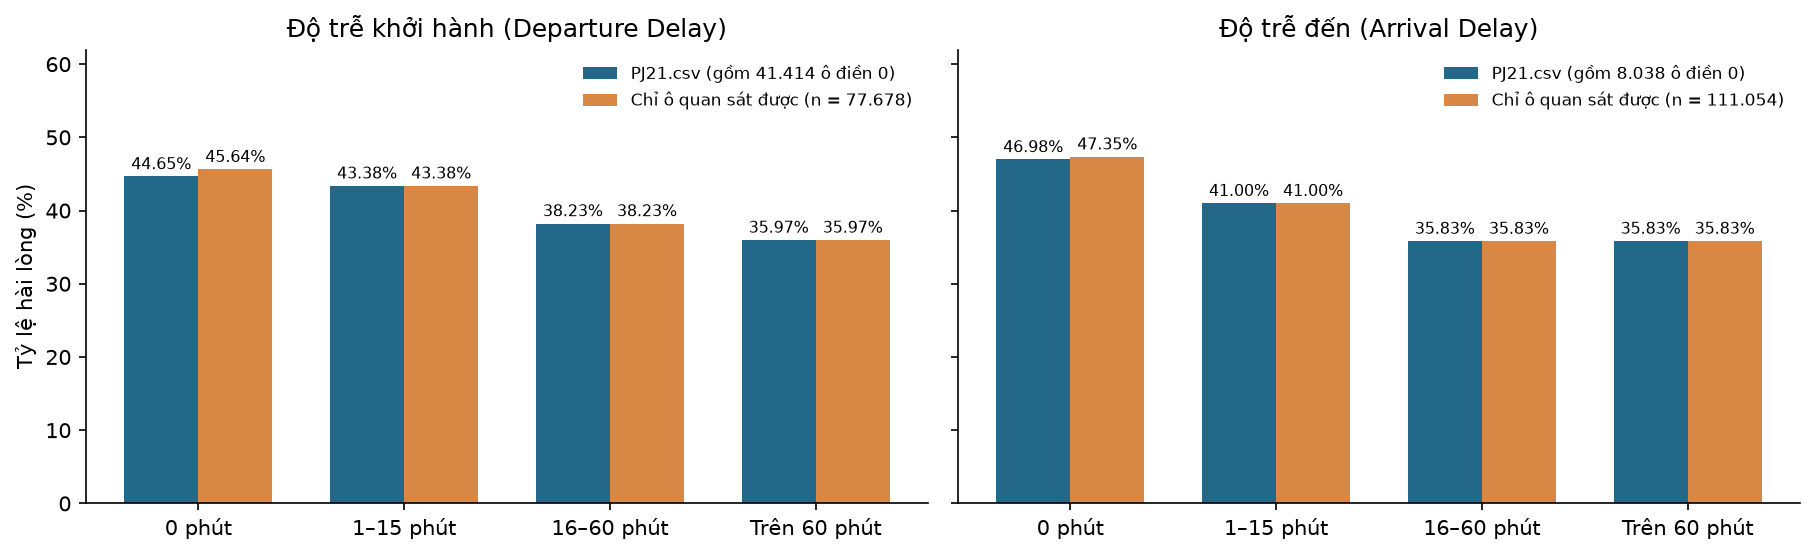 Độ trễ khởi hành (Departure Delay)
PJ21.csv (gồm 41.414 ô điền 0)
Chỉ ô quan sát được (n = 77.678)
Tỷ lệ hài lòng (%)
60
50
40
30
20
10
0
44.65% 45.64%
43.38% 43.38%
38.23% 38.23%
35.97% 35.97%
0 phút
1–15 phút
16–60 phút
Trên 60 phút
Độ trễ đến (Arrival Delay)
PJ21.csv (gồm 8.038 ô điền 0)
Chỉ ô quan sát được (n = 111.054)
46.98% 47.35%
41.00% 41.00%
35.83% 35.83%
35.83% 35.83%
0 phút
1–15 phút
16–60 phút
Trên 60 phút